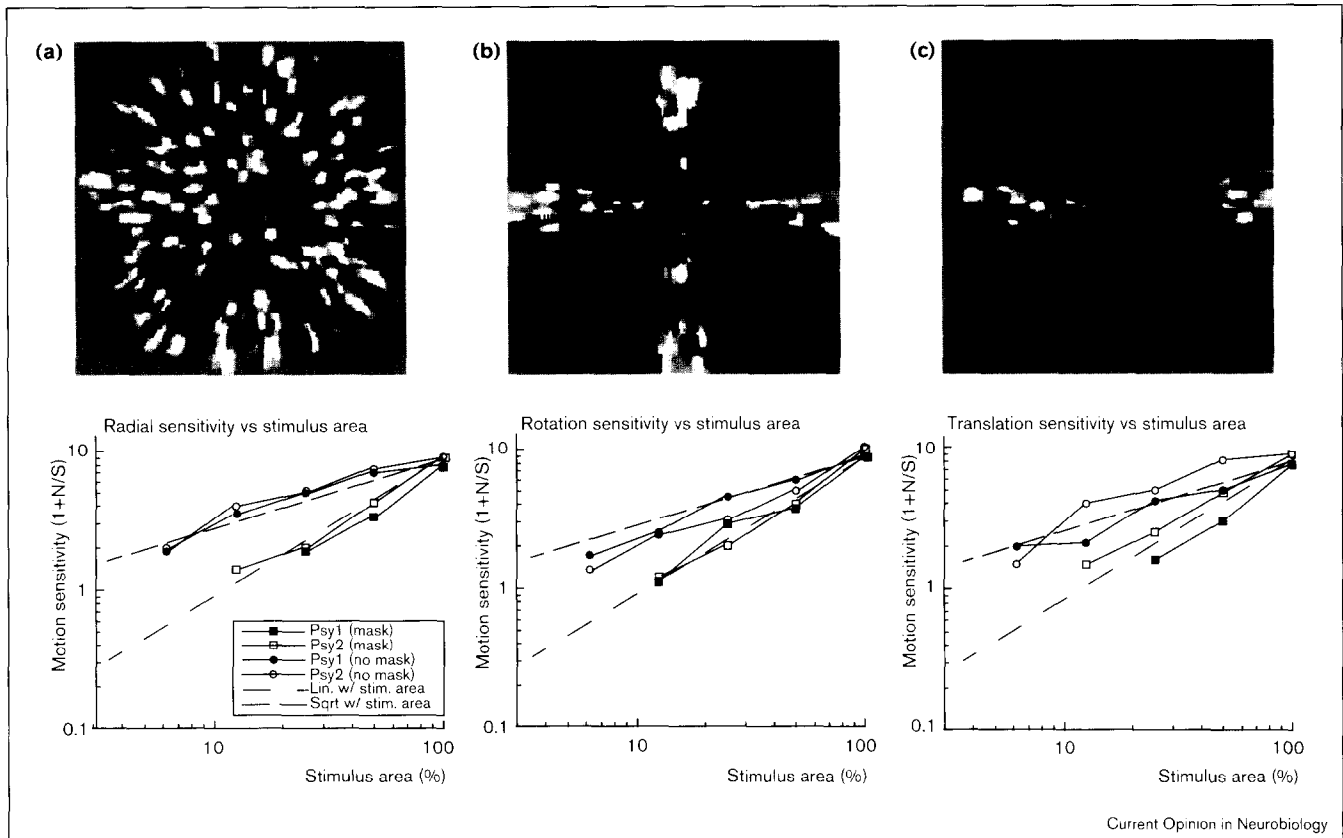 (a)
(b)
(c)
Radial sensitivity vs stimulus area
Motion sensitivity (1+N/S)
10
1
0.1
Psy1 (mask)
Psy2 (mask)
Psy1 (no mask)
Psy2 (no mask)
Lin. w/ stim. area
Sqrt w/ stim. area
10
100
Stimulus area (%)
Rotation sensitivity vs stimulus area
Motion sensitivity (1+N/S)
10
1
0.1
10
100
Stimulus area (%)
Translation sensitivity vs stimulus area
Motion sensitivity (1+N/S)
10
1
0.1
10
100
Stimulus area (%)
Current Opinion in Neurobiology